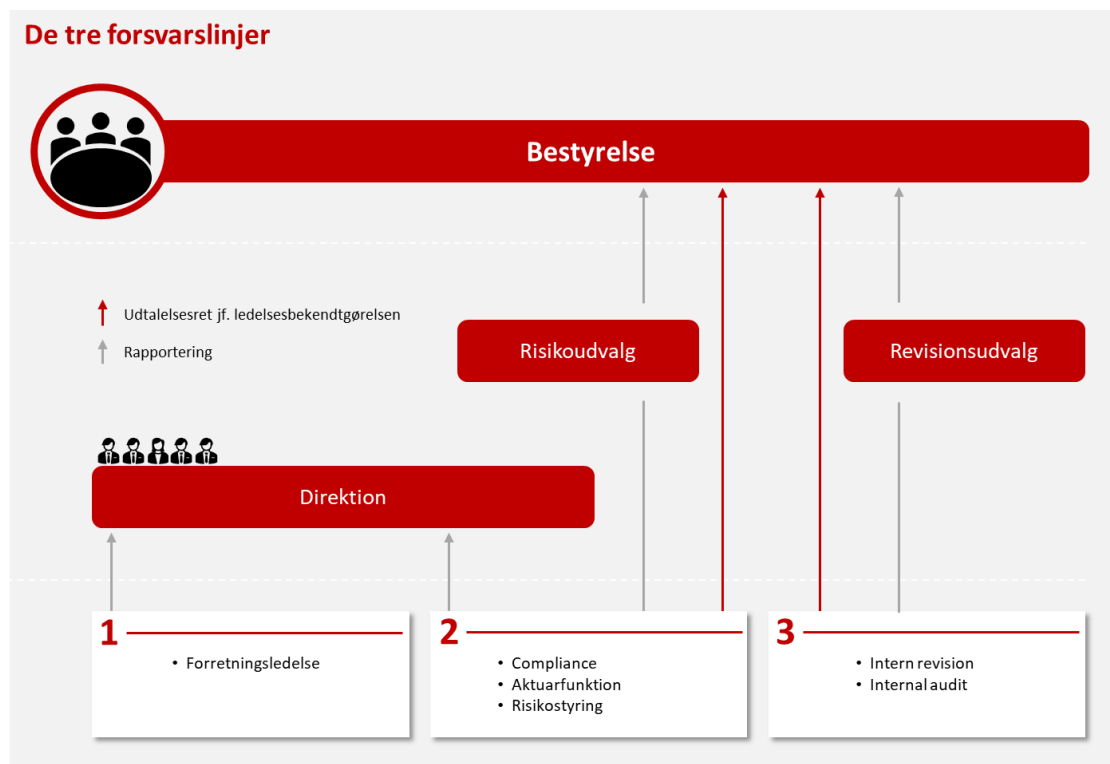 De tre forsvarslinjer
Bestyrelse
Udtalelsesret jf. ledelsesbekendtgørelsen
Rapportering
Risikoudvalg
Revisionsudvalg
Direktion
1
• Forretningsledelse
2
• Compliance
• Aktuarfunktion
• Risikostyring
3
• Intern revision
• Internal audit